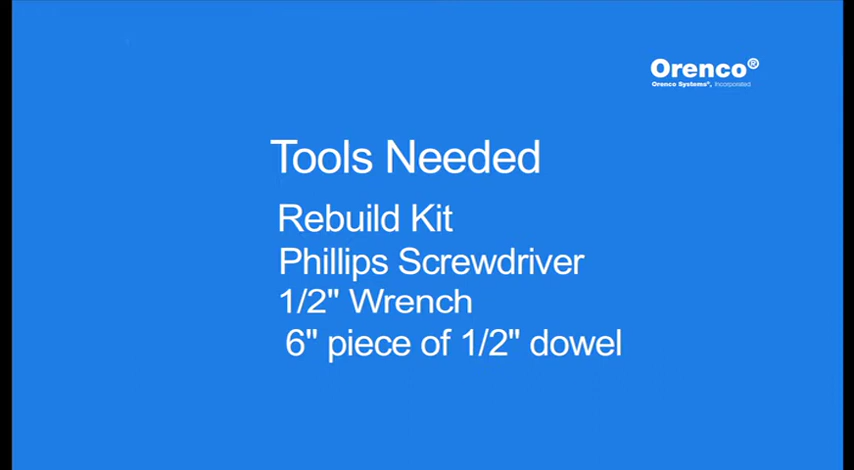 Orenco®
Orenco Systems®, Incorporated
Tools Needed
Rebuild Kit
Phillips Screwdriver
1/2" Wrench
6" piece of 1/2" dowel